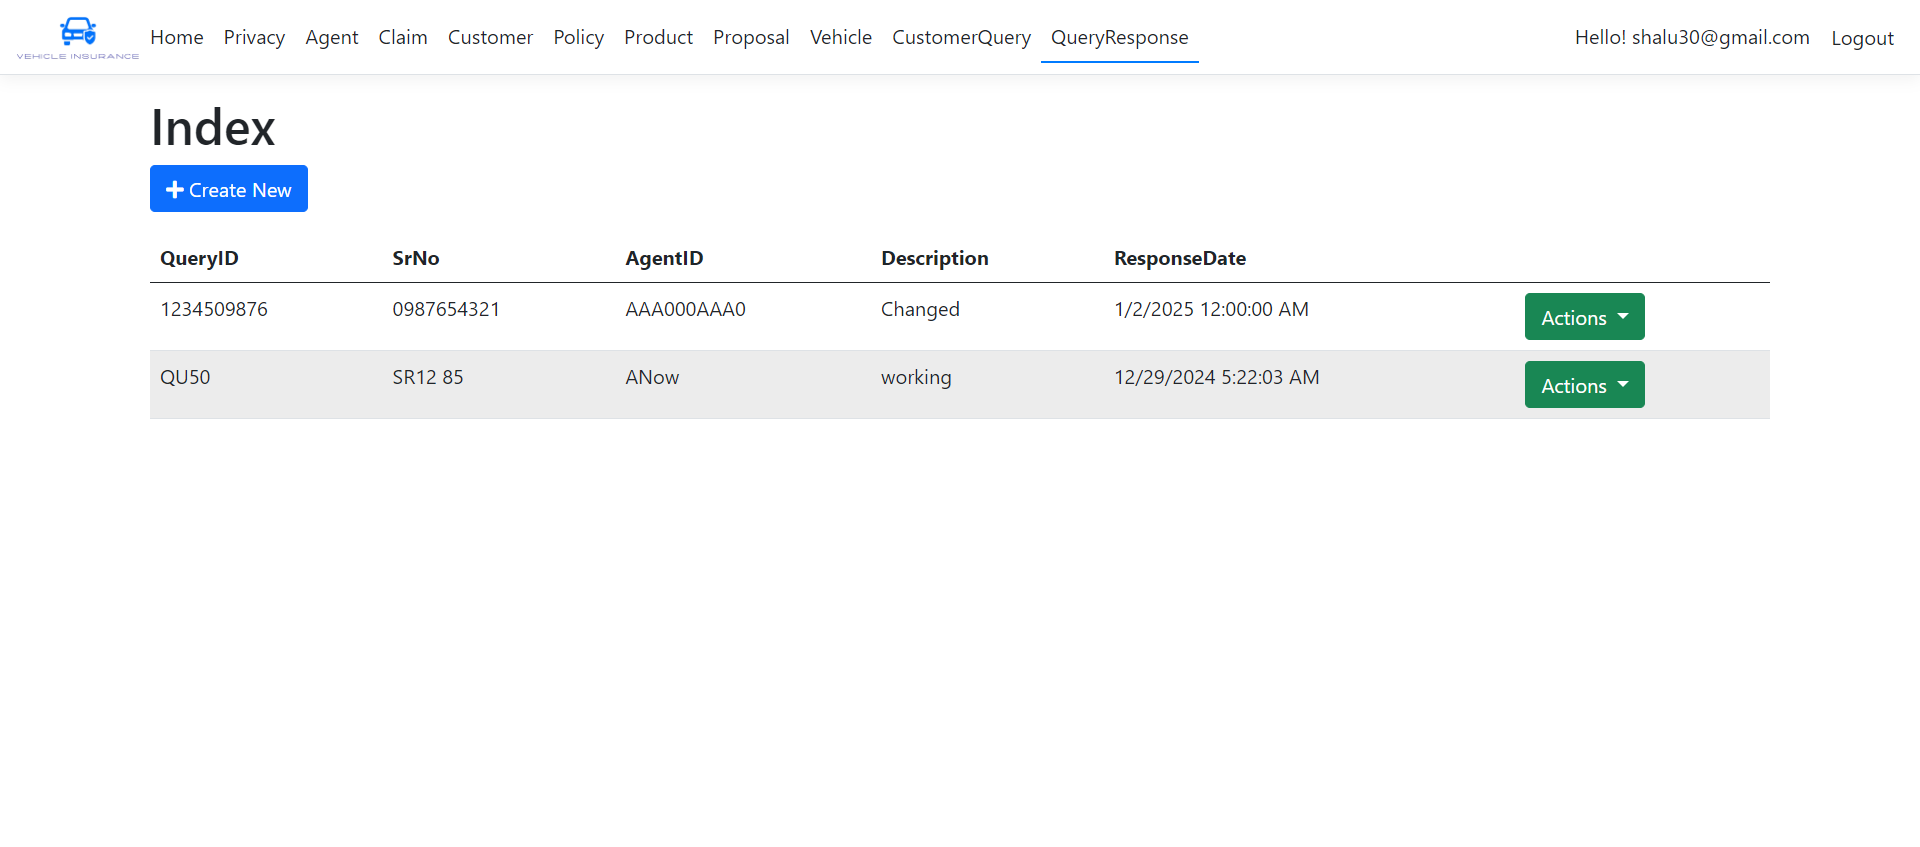 VEHICLE INSURANCE
Home Privacy Agent Claim Customer Policy Product Proposal Vehicle CustomerQuery QueryResponse Hello! shalu30@gmail.com Logout
Index
Create New
QueryID SrNo AgentID Description ResponseDate
1234509876 0987654321 AAA000AAA0 Changed 1/2/2025 12:00:00 AM Actions
QU50 SR12 85 ANow working 12/29/2024 5:22:03 AM Actions